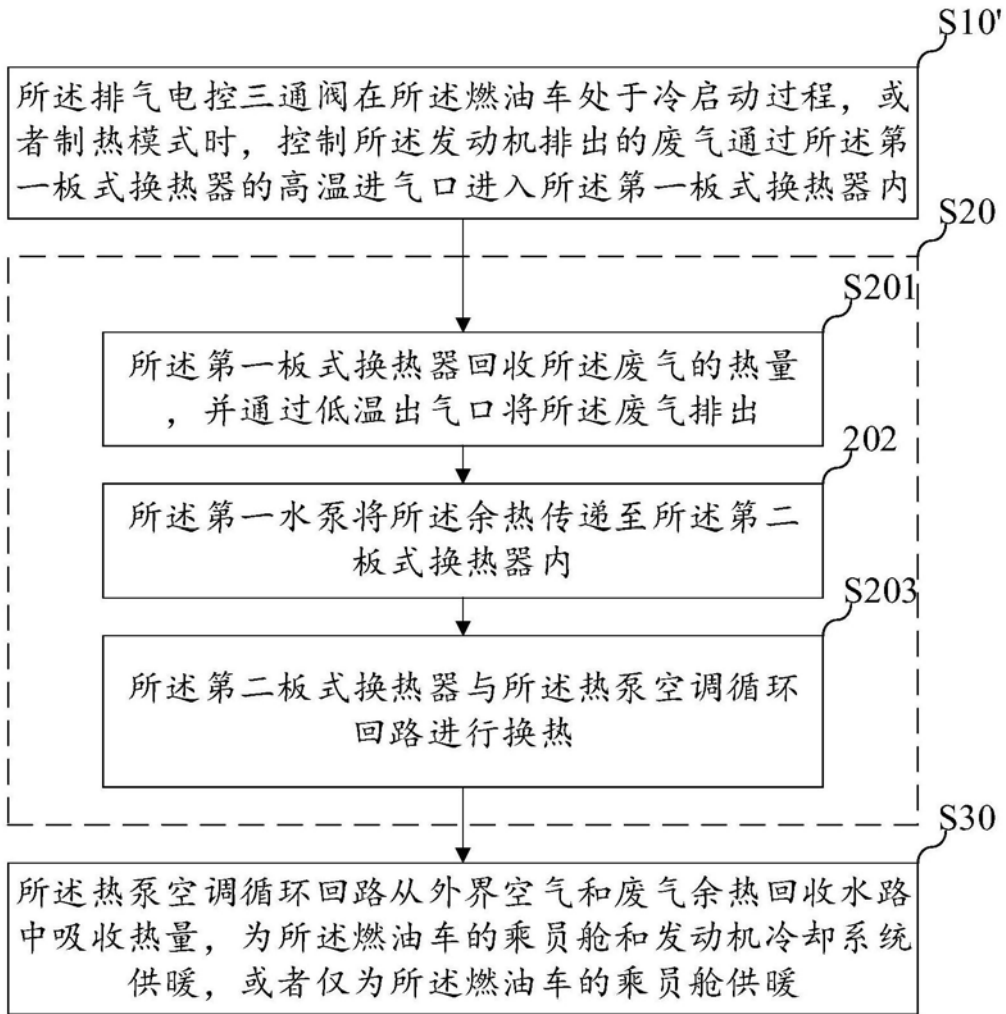 S10'
所述排气电控三通阀在所述燃油车处于冷启动过程，或
者制热模式时，控制所述发动机排出的废气通过所述第
一板式换热器的高温进气口进入所述第一板式换热器内
S20
S201
所述第一板式换热器回收所述废气的热量
，并通过低温出气口将所述废气排出
202
所述第一水泵将所述余热传递至所述第二
板式换热器内
S203
所述第二板式换热器与所述热泵空调循环
回路进行换热
S30
所述热泵空调循环回路从外界空气和废气余热回收水路
中吸收热量，为所述燃油车的乘员舱和发动机冷却系统
供暖，或者仅为所述燃油车的乘员舱供暖